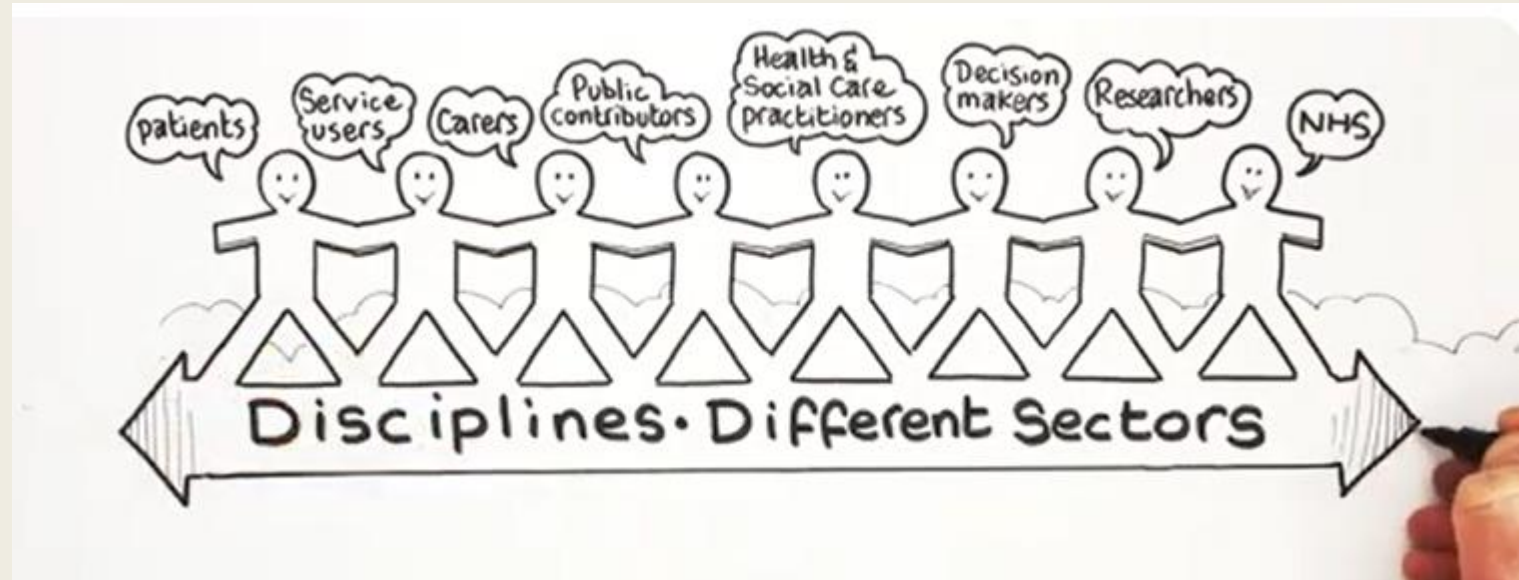 patients
Service
users
Carers
Public
contributors
Health &
Social Care
practitioners
Decision
makers
Researchers
NHS
Disciplines · Different Sectors